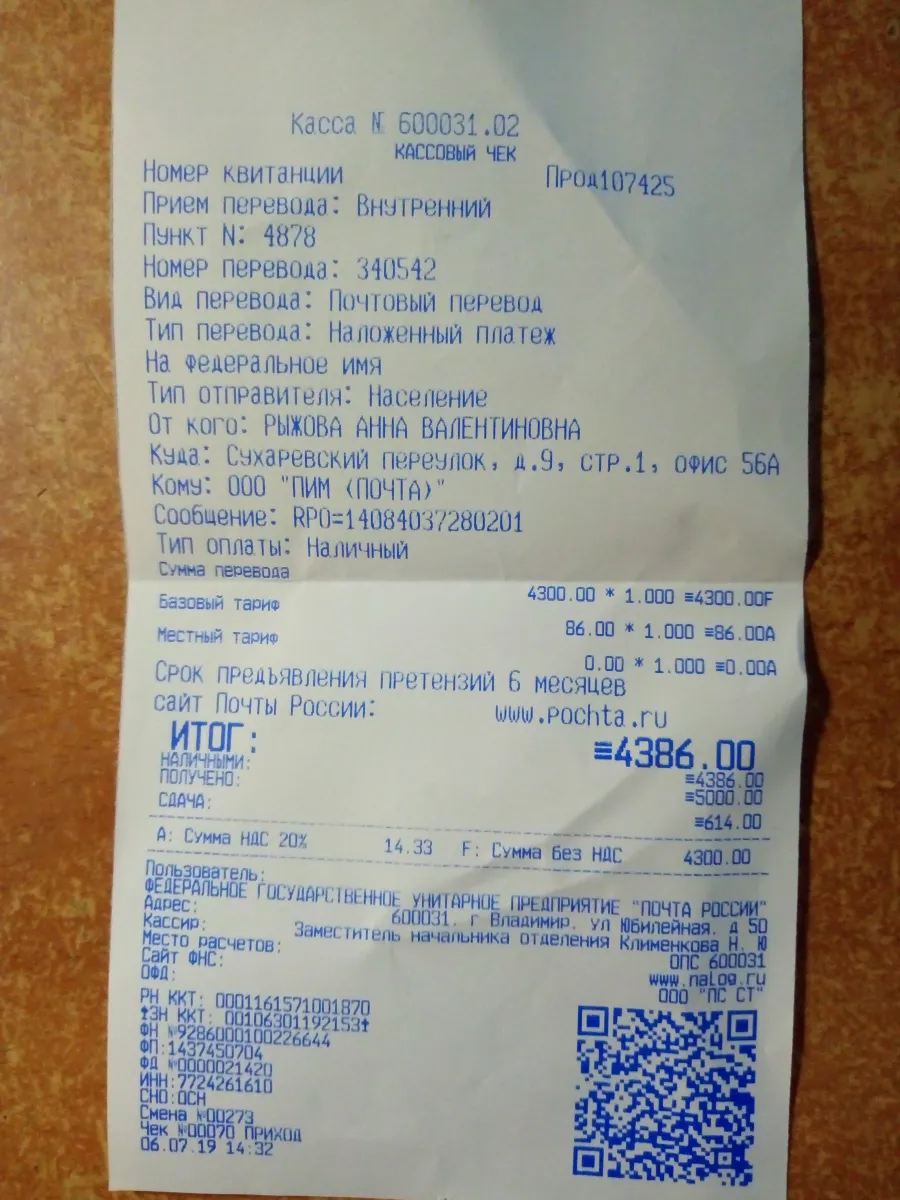 Касса № 600031.02
КАССОВЫЙ ЧЕК
Номер квитанции Прод107425
Прием перевода: Внутренний
Пункт N: 4878
Номер перевода: 340542
Вид перевода: Почтовый перевод
Тип перевода: Наложенный платеж
На федеральное имя
Тип отправителя: Население
От кого: РЫЖОВА АННА ВАЛЕНТИНОВНА
Куда: Сухаревский переулок, д.9, стр.1, офис 56А
Кому: ООО "ПИМ (ПОЧТА)"
Сообщение: RPO=14084037280201
Тип оплаты: Наличный
Сумма перевода
4300.00 * 1.000 ≡4300.00F
Базовый тариф
86.00 * 1.000 ≡86.00А
Местный тариф
0.00 * 1.000 ≡0.00А
Срок предъявления претензий 6 месяцев
сайт Почты России: www.pochta.ru
ИТОГ: ≡4386.00
НАЛИЧНЫМИ: ≡4386.00
ПОЛУЧЕНО: ≡5000.00
СДАЧА: ≡614.00
А: Сумма НДС 20% 14.33 F: Сумма без НДС 4300.00
Пользователь:
ФЕДЕРАЛЬНОЕ ГОСУДАРСТВЕННОЕ УНИТАРНОЕ ПРЕДПРИЯТИЕ "ПОЧТА РОССИИ"
Адрес: 600031. г Владимир. ул Юбилейная. д 50
Кассир: Заместитель начальника отделения Клименкова Н. Ю
Место расчетов: ОПС 600031
Сайт ФНС: www.nalog.ru
ОФД: ООО "ПС СТ"
РН ККТ: 0001161571001870
↑ЗН ККТ: 00106301192153↑
ФН №9286000100226644
ФП:1437450704
ФД №0000021420
ИНН:7724261610
СНО:ОСН
Смена №00273
Чек №00070 ПРИХОД
06.07.19 14:32